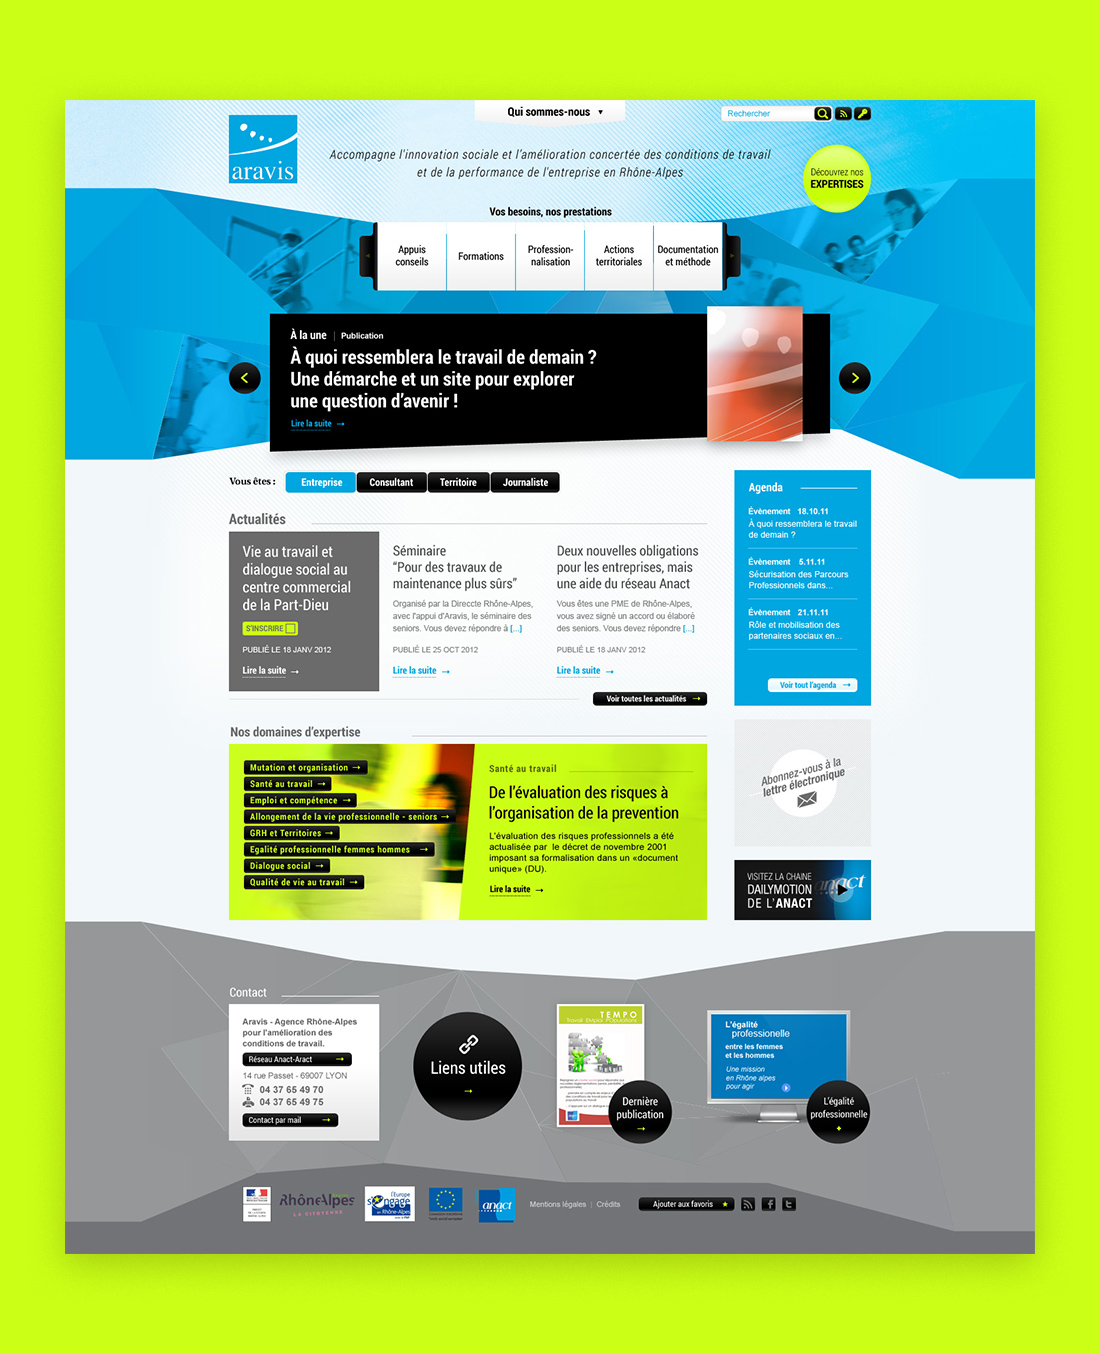 Qui sommes-nous
Rechercher
aravis
Accompagne l'innovation sociale et l'amélioration concertée des conditions de travail
et de la performance de l'entreprise en Rhône-Alpes
Découvrez nos
EXPERTISES
Vos besoins, nos prestations
Appuis
conseils
Formations
Profession-
nalisation
Actions
territoriales
Documentation
et méthode
À la une | Publication
À quoi ressemblera le travail de demain ?
Une démarche et un site pour explorer
une question d'avenir !
Lire la suite →
Vous êtes :
Entreprise
Consultant
Territoire
Journaliste
Actualités
Vie au travail et
dialogue social au
centre commercial
de la Part-Dieu
S'INSCRIRE
PUBLIÉ LE 18 JANV 2012
Lire la suite →
Séminaire
“Pour des travaux de
maintenance plus sûrs”
Organisé par la Direccte Rhône-Alpes,
avec l'appui d'Aravis, le séminaire des
seniors. Vous devez répondre à [...]
PUBLIÉ LE 25 OCT 2012
Lire la suite →
Deux nouvelles obligations
pour les entreprises, mais
une aide du réseau Anact
Vous êtes une PME de Rhône-Alpes,
vous avez signé un accord ou élaboré
des seniors. Vous devez répondre [...]
PUBLIÉ LE 18 JANV 2012
Lire la suite →
Voir toutes les actualités →
Agenda
Évènement 18.10.11
À quoi ressemblera le travail
de demain ?
Évènement 5.11.11
Sécurisation des Parcours
Professionnels dans...
Évènement 21.11.11
Rôle et mobilisation des
partenaires sociaux en...
Voir tout l'agenda →
Nos domaines d'expertise
Mutation et organisation →
Santé au travail →
Emploi et compétence →
Allongement de la vie professionnelle - seniors →
GRH et Territoires →
Egalité professionnelle femmes hommes →
Dialogue social →
Qualité de vie au travail →
Santé au travail
De l'évaluation des risques à
l'organisation de la prevention
L'évaluation des risques professionnels a été
actualisée par le décret de novembre 2001
imposant sa formalisation dans un «document
unique» (DU).
Lire la suite →
Abonnez-vous à la
lettre électronique
VISITEZ LA CHAINE
DAILYMOTION
DE L'ANACT
anact
Contact
Aravis - Agence Rhône-Alpes
pour l'amélioration des
conditions de travail.
Réseau Anact-Aract →
14 rue Passet - 69007 LYON
04 37 65 49 70
04 37 65 49 75
Contact par mail →
Liens utiles
→
TEMPO
Travail EMploi POpulations
Dernière
publication
→
L'égalité
professionnelle
entre les femmes
et les hommes
Une mission
en Rhône alpes
pour agir
L'égalité
professionnelle
RhôneAlpes
LA CITOYENNE
l'Europe
s'engage
en Rhône-Alpes
anact
Mentions légales | Crédits
Ajouter aux favoris